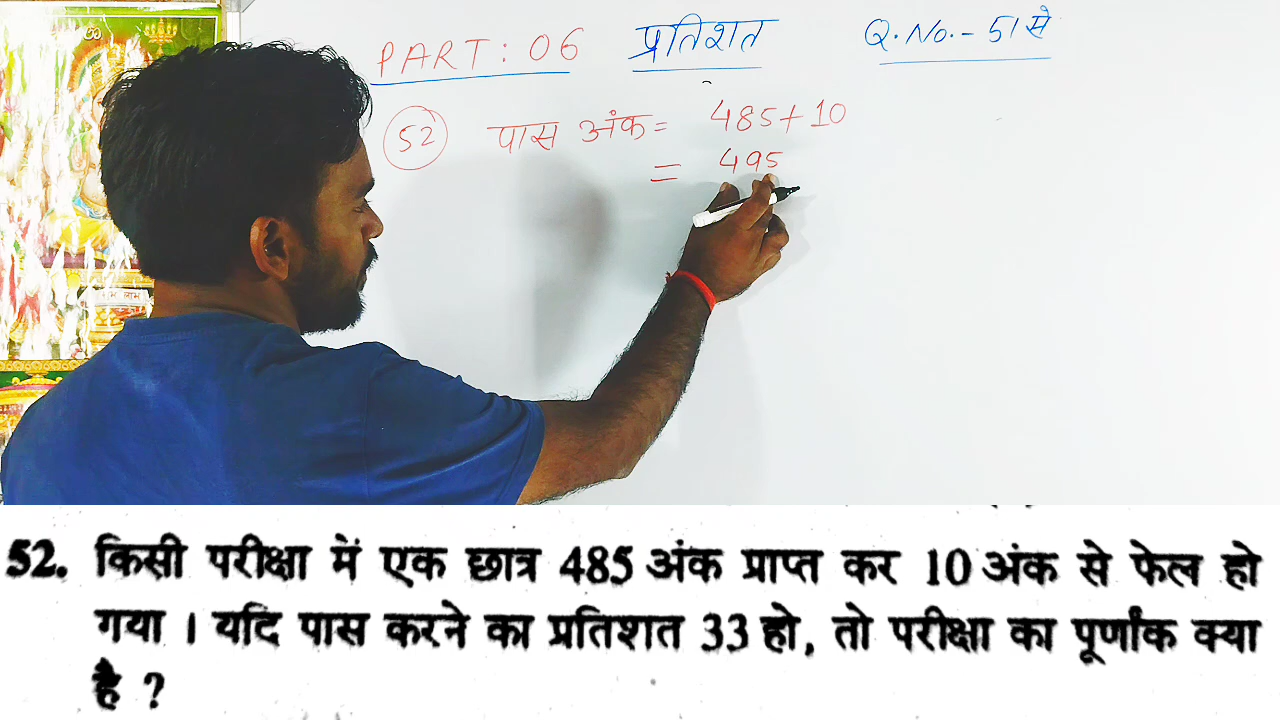 PART: 06 प्रतिशत Q. No. - 51 से
52 पास अंक = 485+10
= 495
52. किसी परीक्षा में एक छात्र 485 अंक प्राप्त कर 10 अंक से फेल हो
गया । यदि पास करने का प्रतिशत 33 हो, तो परीक्षा का पूर्णांक क्या
है ?